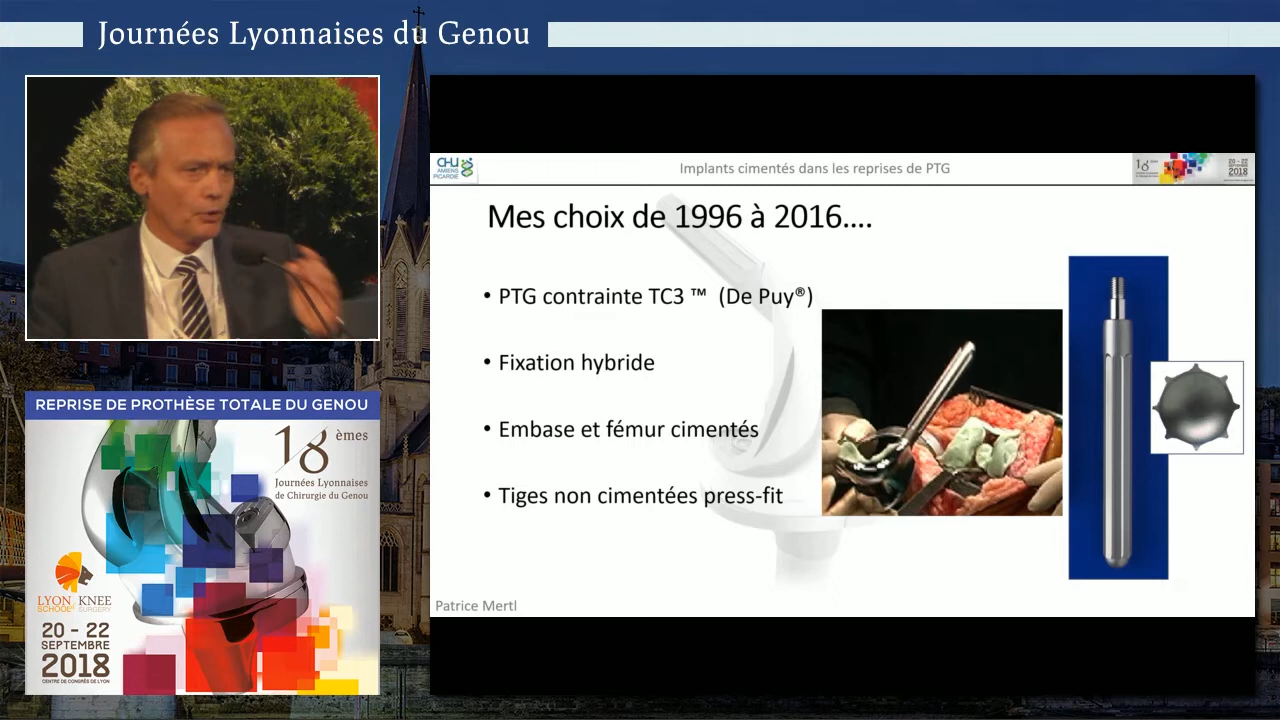 Journées Lyonnaises du Genou
CHU
AMIENS
PICARDIE
Implants cimentés dans les reprises de PTG
18
20 - 22
2018
Mes choix de 1996 à 2016....
• PTG contrainte TC3 ™ (De Puy®)
• Fixation hybride
• Embase et fémur cimentés
• Tiges non cimentées press-fit
Patrice Mertl
REPRISE DE PROTHÈSE TOTALE DU GENOU
18 èmes
Journées Lyonnaises
de Chirurgie du Genou
LYON KNEE
SCHOOL OF SURGERY
20 - 22
SEPTEMBRE
2018
CENTRE DE CONGRÈS DE LYON